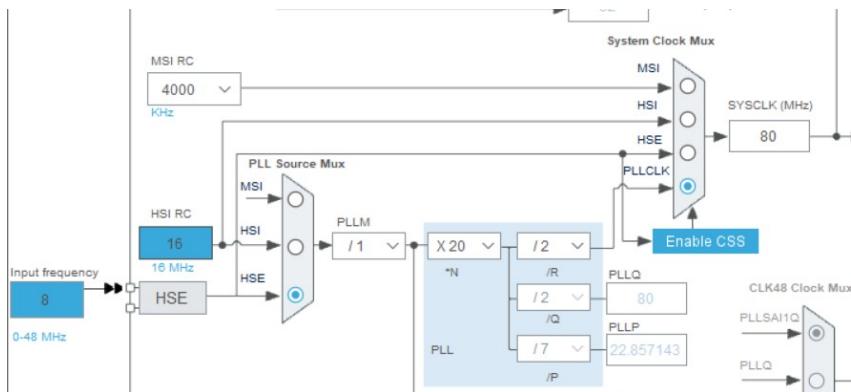 System Clock Mux
MSI RC
4000
KHz
MSI
HSI
HSE
PLLCLK
SYSCLK (MHz)
80
Enable CSS
PLL Source Mux
MSI
HSI
HSE
HSI RC
16
16 MHz
Input frequency
8
0-48 MHz
HSE
PLLM
/ 1
X 20
*N
/ 2
/R
/ 2
/Q
/ 7
/P
PLL
PLLQ
80
PLLP
22.857143
CLK48 Clock Mux
PLLSAI1Q
PLLQ